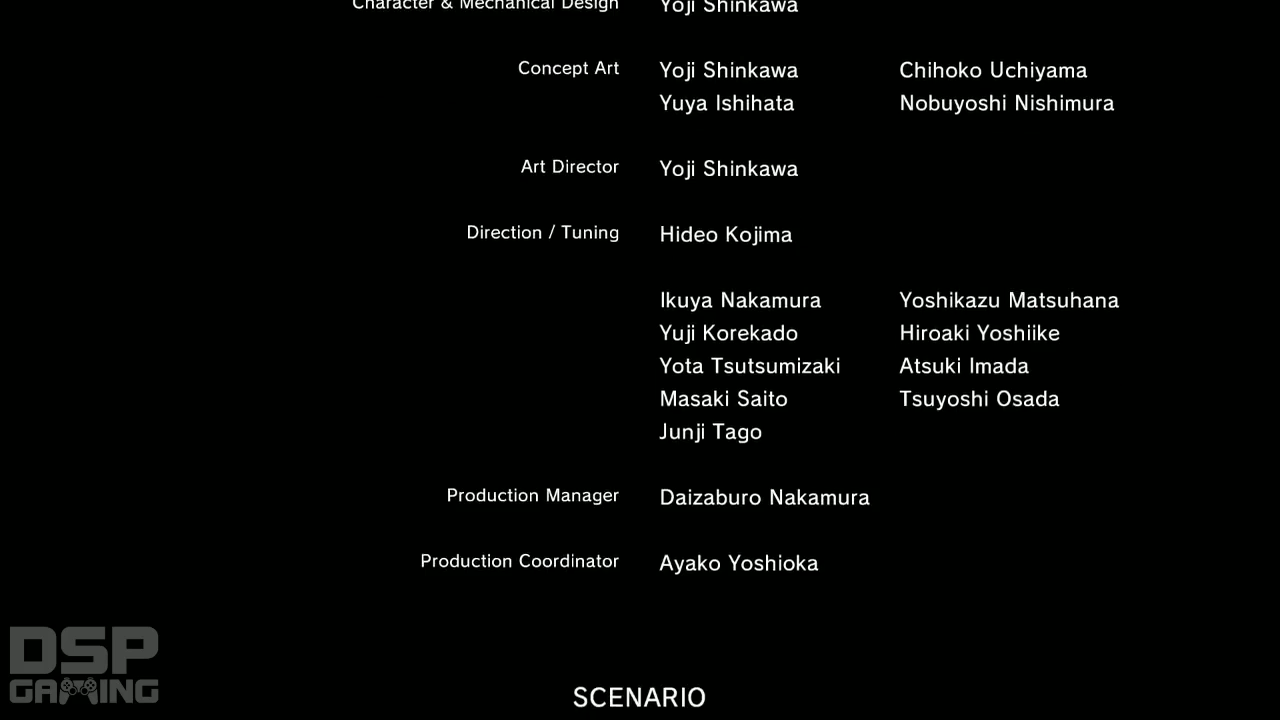 Character & Mechanical Design Yoji Shinkawa
Concept Art Yoji Shinkawa Chihoko Uchiyama
Yuya Ishihata Nobuyoshi Nishimura
Art Director Yoji Shinkawa
Direction / Tuning Hideo Kojima
Ikuya Nakamura Yoshikazu Matsuhana
Yuji Korekado Hiroaki Yoshiike
Yota Tsutsumizaki Atsuki Imada
Masaki Saito Tsuyoshi Osada
Junji Tago
Production Manager Daizaburo Nakamura
Production Coordinator Ayako Yoshioka
DSP
GAMING
SCENARIO